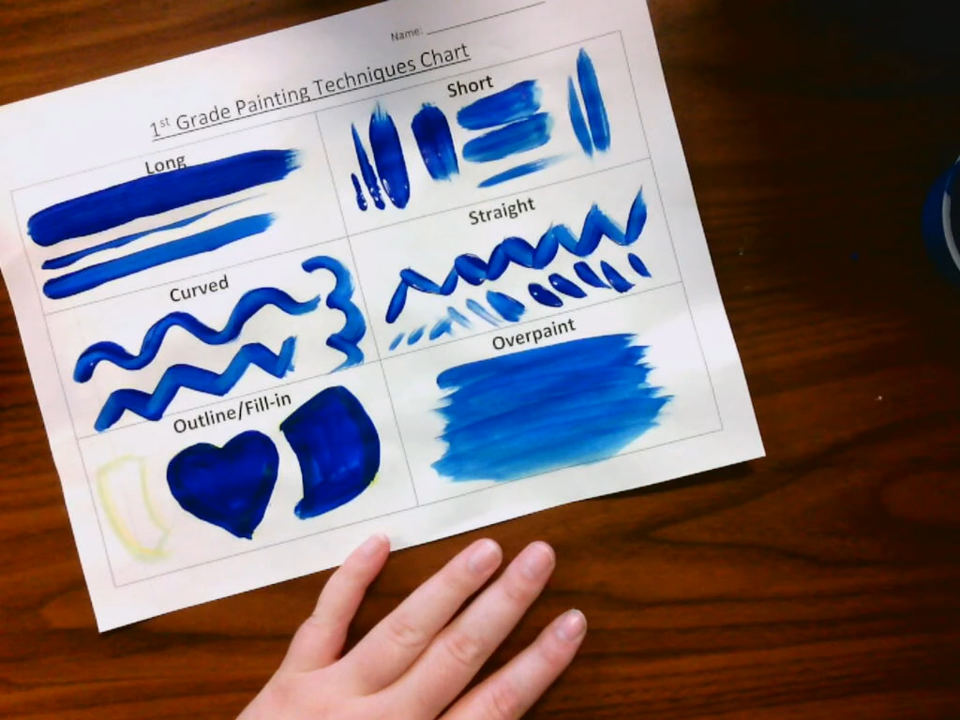 Name:
1st Grade Painting Techniques Chart
Long
Short
Curved
Straight
Outline/Fill-in
Overpaint